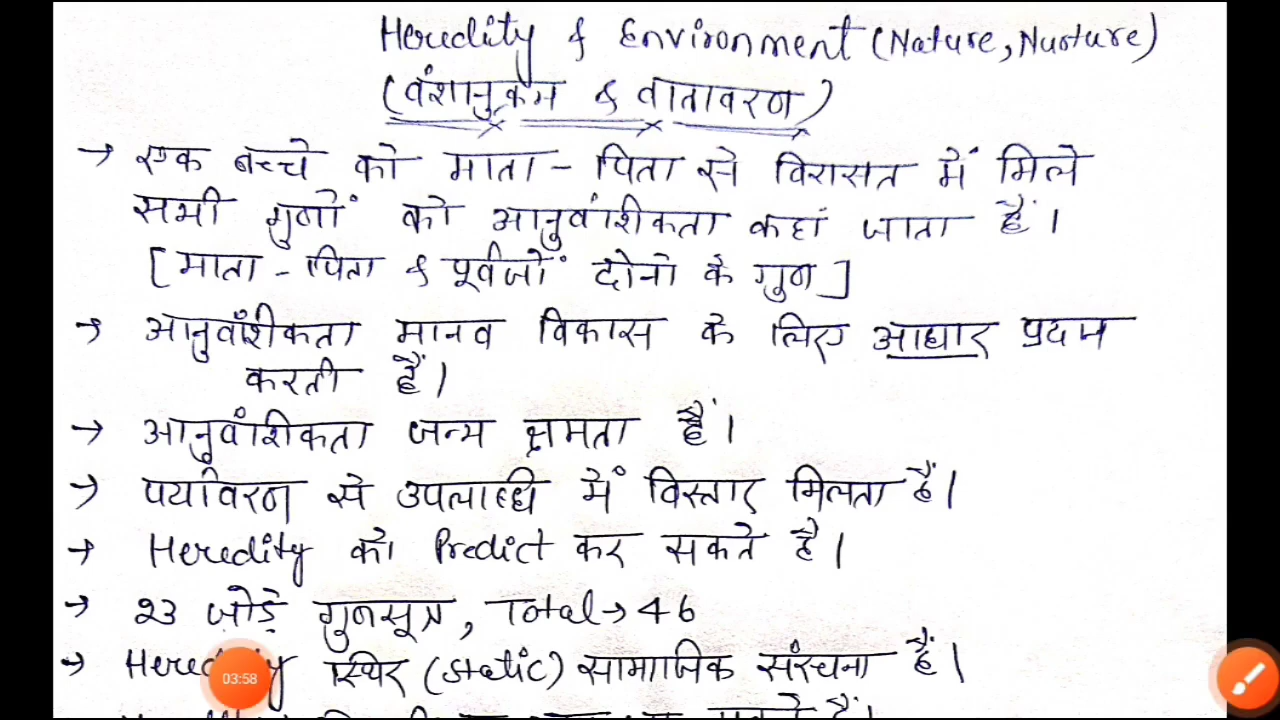 Heredity & Environment (Nature, Nurture)
(वंशानुक्रम & वातावरण)
→ एक बच्चे को माता - पिता से विरासत में मिले
सभी गुणों को आनुवांशीकता कहां जाता हैं।
[माता - पिता & पूर्वजों दोनो के गुण]
→ आनुवाँशीकता मानव विकास के लिए आधार प्रदान
करती हैं।
→ आनुवांशीकता जन्म क्षमता हैं।
→ पर्यावरण से उपलब्धि में विस्तार मिलता हैं।
→ Heredity को Predict कर सकते है।
→ 23 जोड़े गुणसूत्र, Total → 46
→ Heredity स्थिर (static) सामाजिक संरचना हैं।
03:58